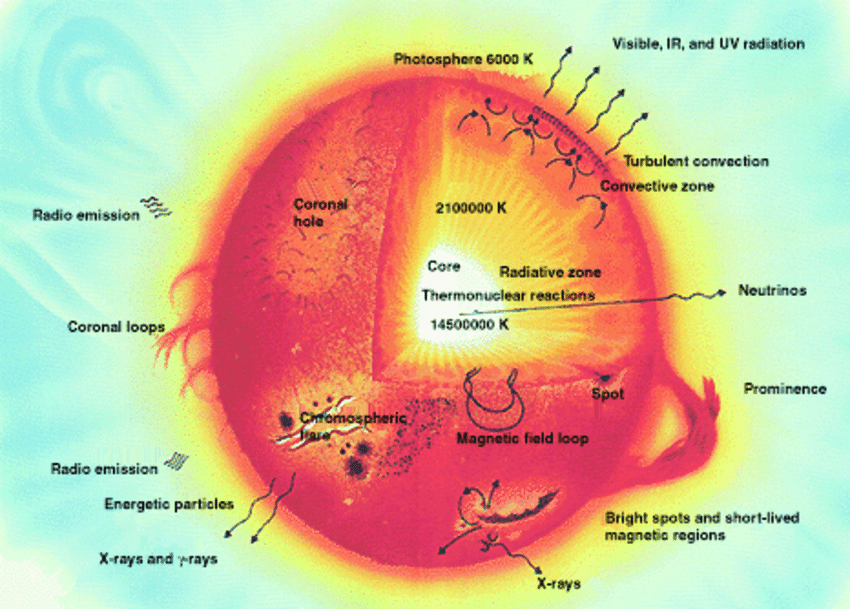 Visible, IR, and UV radiation
Photosphere 6000 K
Turbulent convection
Convective zone
Coronal
hole
2100000 K
Radio emission
Core
Radiative zone
Thermonuclear reactions
Neutrinos
14500000 K
Coronal loops
Spot
Prominence
Chromospheric
flare
Magnetic field loop
Radio emission
Energetic particles
Bright spots and short-lived
magnetic regions
X-rays and γ-rays
X-rays